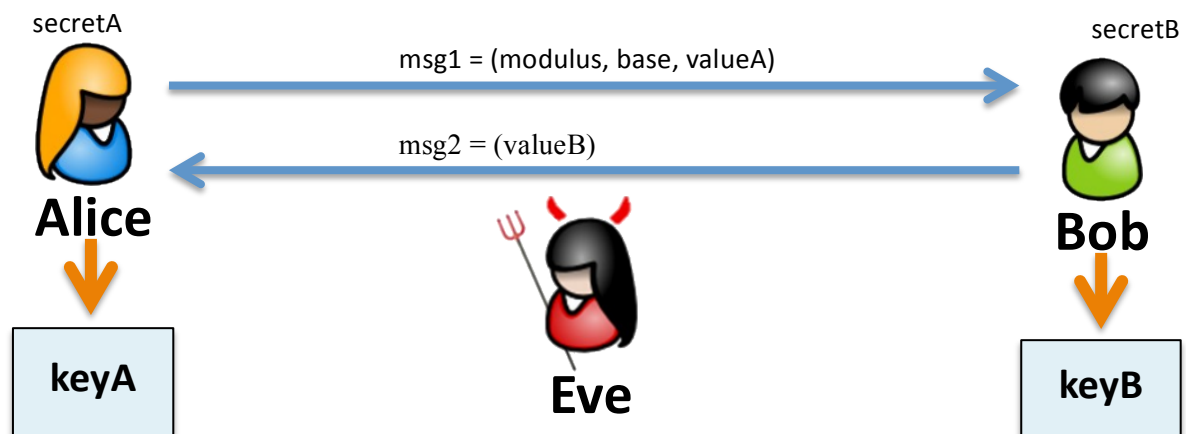 secretA
secretB
msg1 = (modulus, base, valueA)
msg2 = (valueB)
Alice
Bob
Eve
keyA
keyB